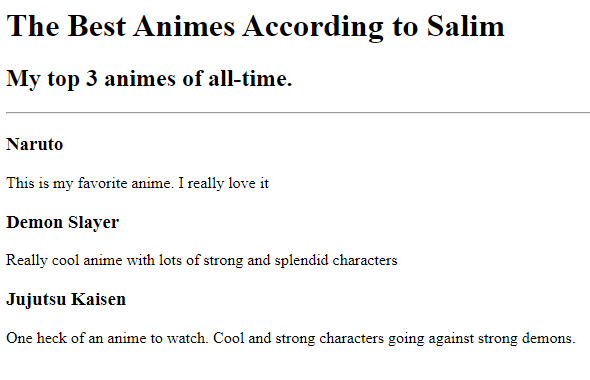 The Best Animes According to Salim
My top 3 animes of all-time.
Naruto
This is my favorite anime. I really love it
Demon Slayer
Really cool anime with lots of strong and splendid characters
Jujutsu Kaisen
One heck of an anime to watch. Cool and strong characters going against strong demons.